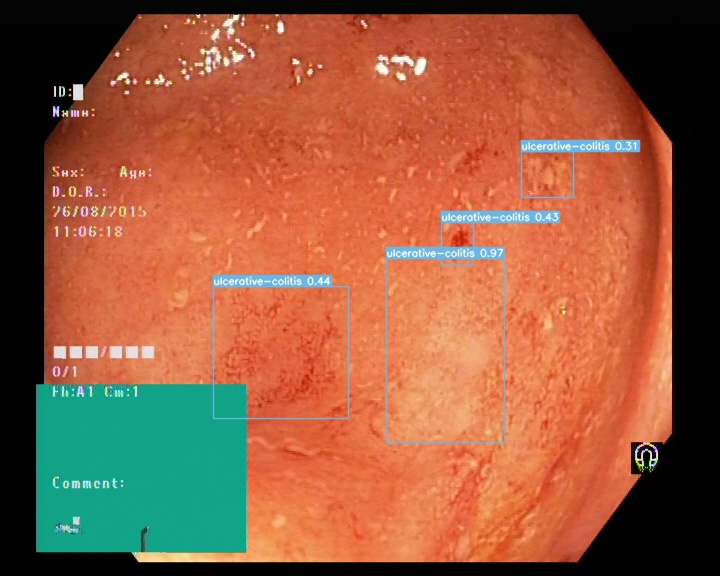 ID:
Name:
ulcerative-colitis 0.31
Sex: Age:
D.O.B.:
26/08/2015
ulcerative-colitis 0.43
11:06:18
ulcerative-colitis 0.97
ulcerative-colitis 0.44
0/1
Eh:A1 Cm:1
Comment: